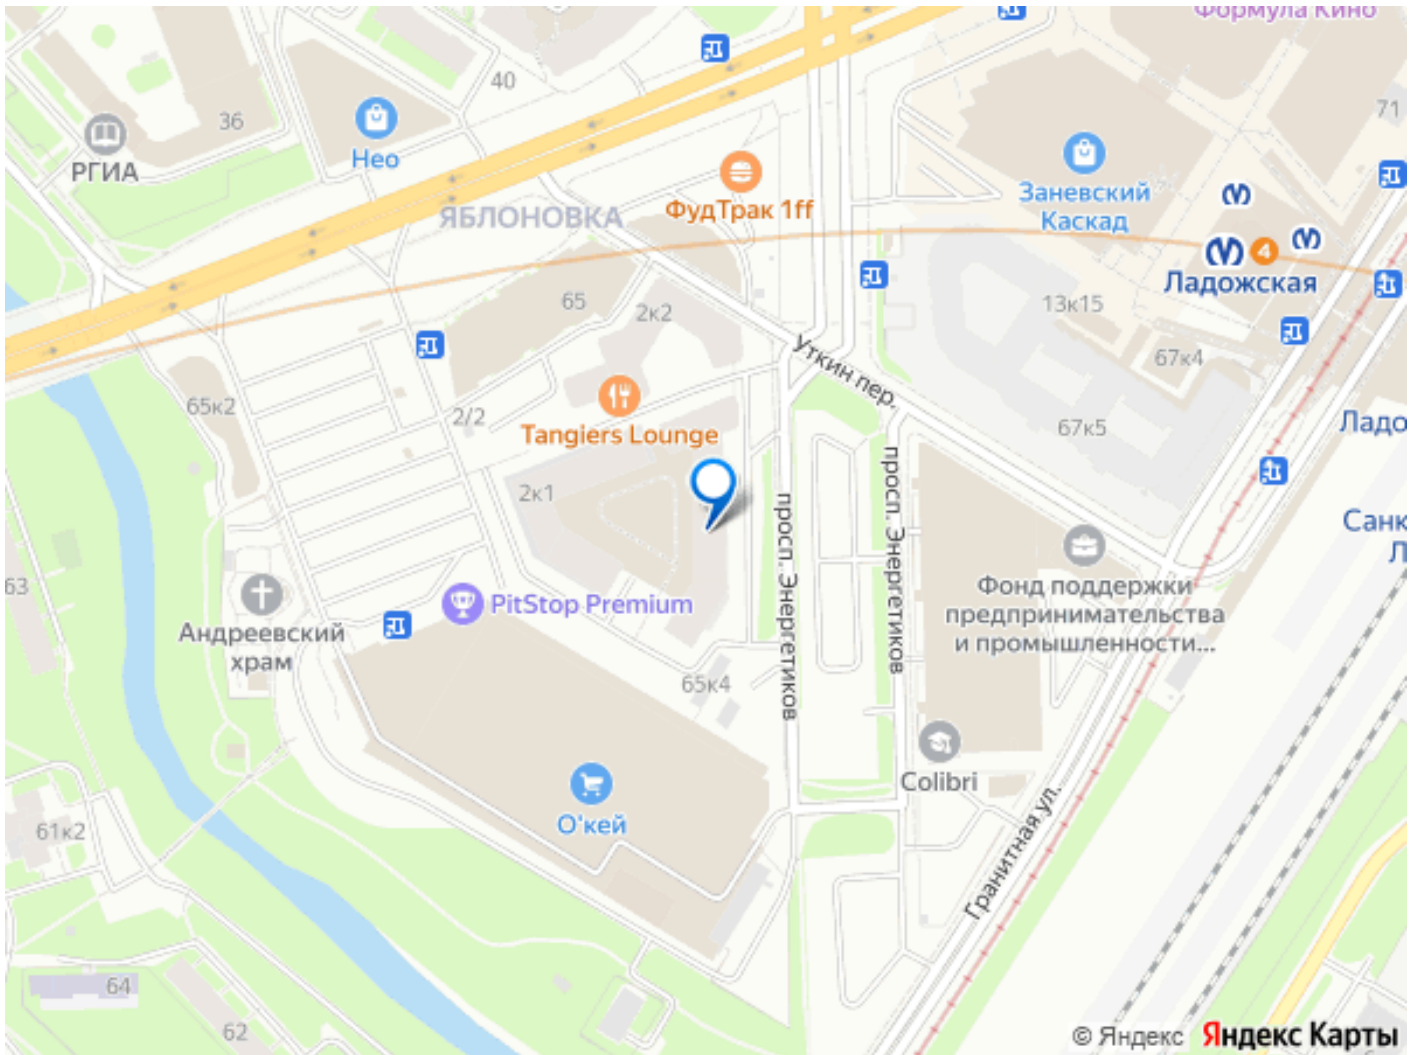 Формула Кино
40
36
71
РГИА
Нео
ЯБЛОНОВКА
ФудТрак 1ff
Заневский
Каскад
4
Ладожская
65
2к2
13к15
Уткин пер.
67к4
65к2
2/2
Tangiers Lounge
67к5
Ладо
2к1
просп. Энергетиков
просп. Энергетиков
Санк
Л
63
PitStop Premium
Фонд поддержки
предпринимательства
и промышленности...
Андреевский
храм
65к4
Colibri
О'кей
61к2
Гранитная ул.
64
62
© Яндекс Яндекс Карты